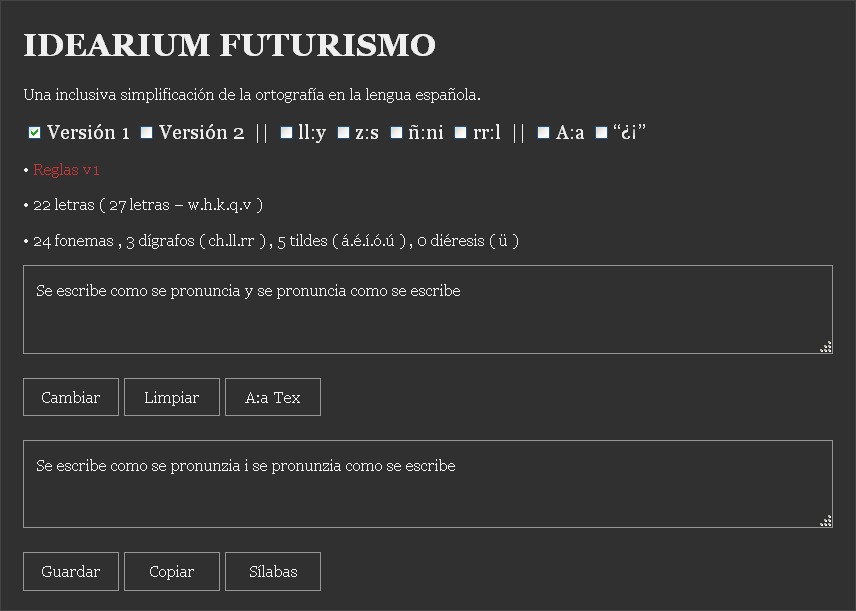 IDEARIUM FUTURISMO
Una inclusiva simplificación de la ortografía en la lengua española.
Versión 1 Versión 2 || ll:y z:s ñ:ni rr:l || A:a “¿¡”
• Reglas v1
• 22 letras ( 27 letras – w.h.k.q.v )
• 24 fonemas , 3 dígrafos ( ch.ll.rr ) , 5 tildes ( á.é.í.ó.ú ) , 0 diéresis ( ü )
Se escribe como se pronuncia y se pronuncia como se escribe
Cambiar Limpiar A:a Tex
Se escribe como se pronunzia i se pronunzia como se escribe
Guardar Copiar Sílabas